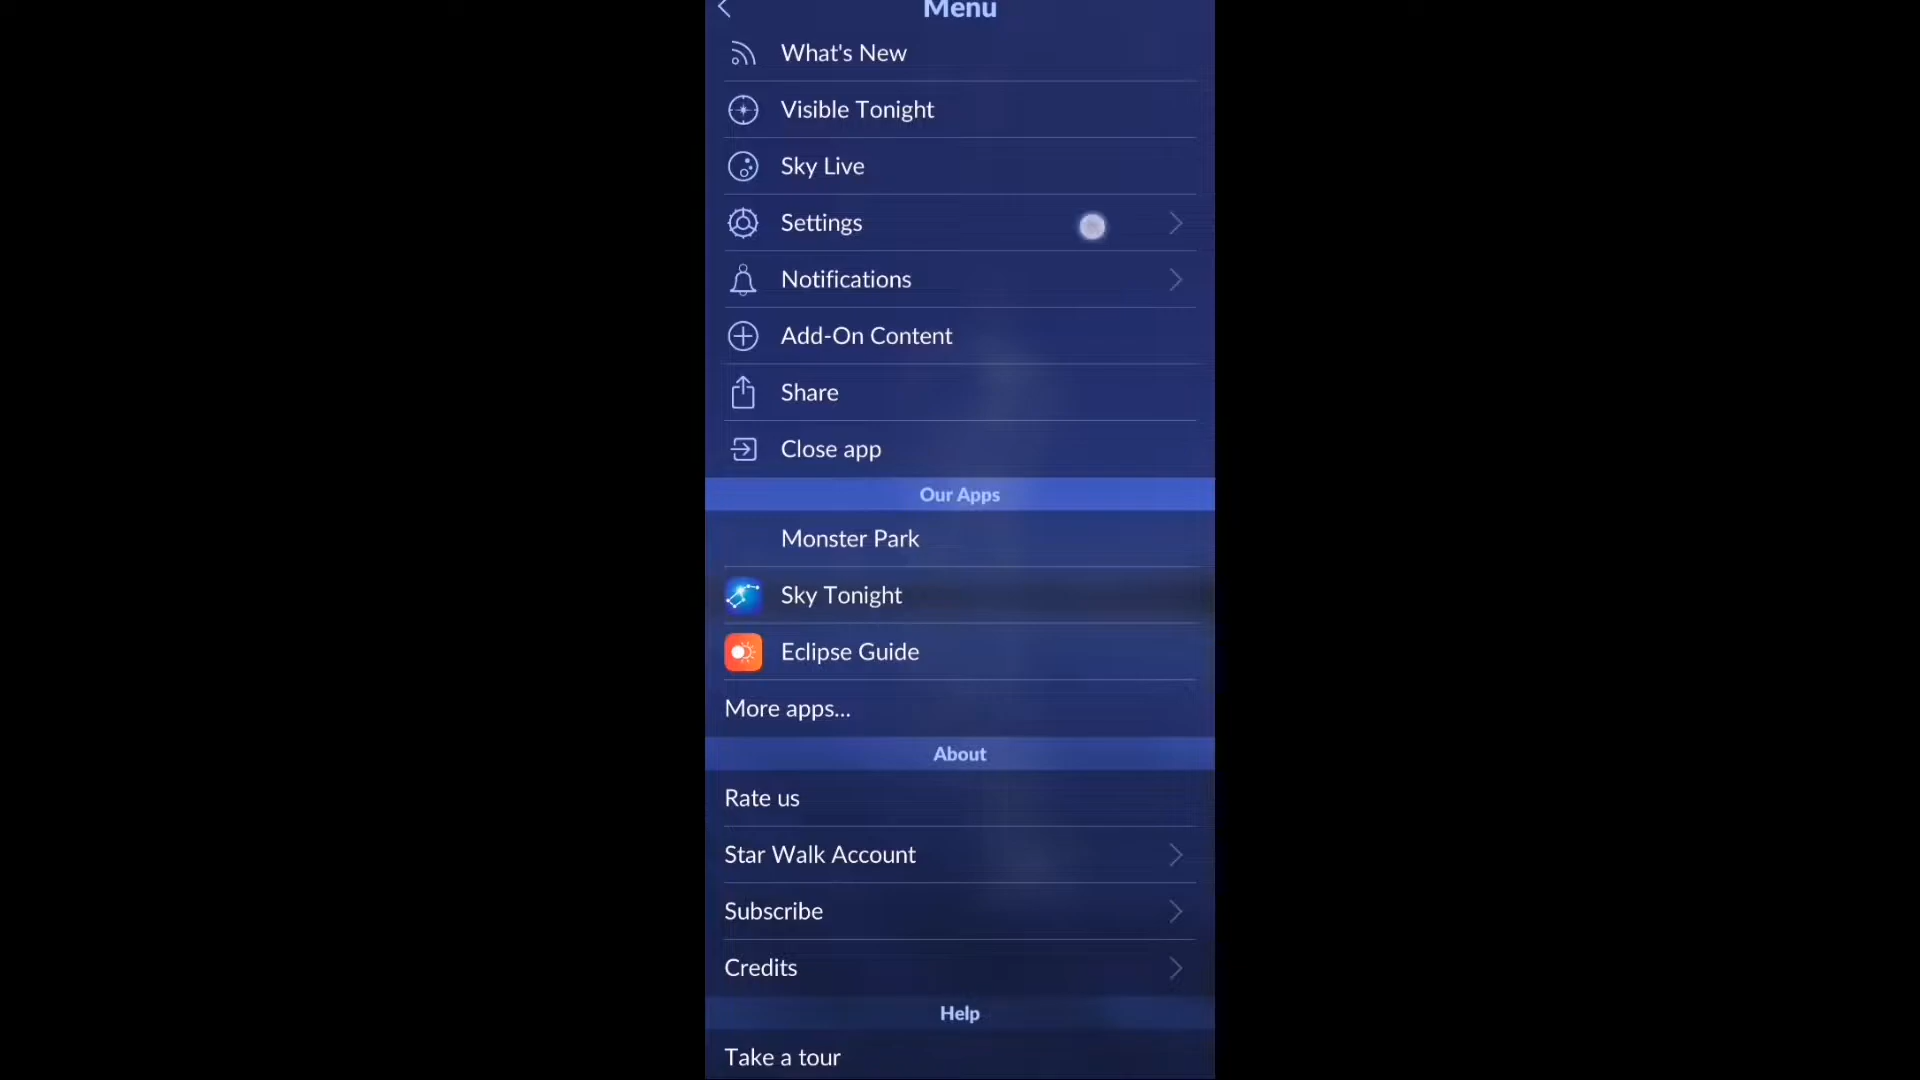 Menu
What's New
Visible Tonight
Sky Live
Settings
Notifications
Add-On Content
Share
Close app
Our Apps
Monster Park
Sky Tonight
Eclipse Guide
More apps...
About
Rate us
Star Walk Account
Subscribe
Credits
Help
Take a tour